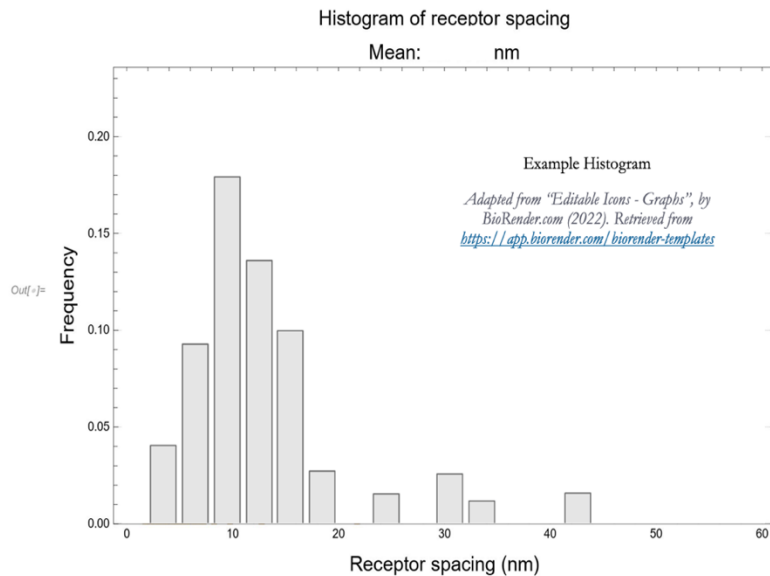 Histogram of receptor spacing
Mean: nm
0.20
Example Histogram
Adapted from “Editable Icons - Graphs”, by
BioRender.com (2022). Retrieved from
https://app.biorender.com/biorender-templates
0.15
Out[•]=
Frequency
0.10
0.05
0.00
0 10 20 30 40 50 60
Receptor spacing (nm)